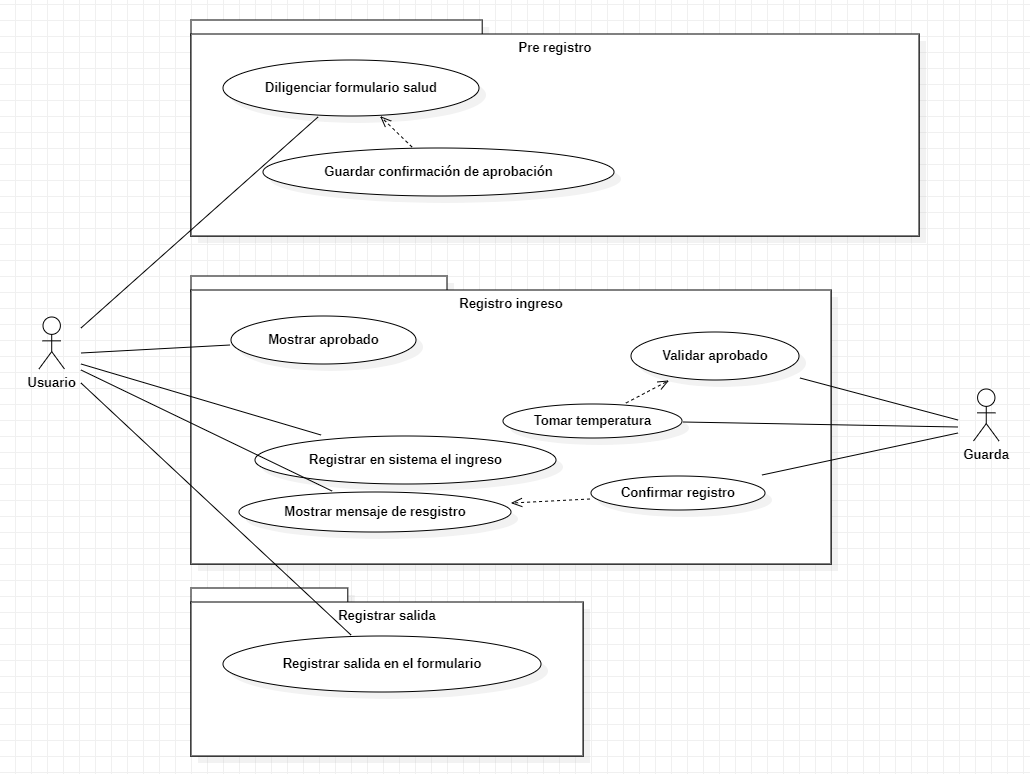 Pre registro
Diligenciar formulario salud
Guardar confirmación de aprobación
Registro ingreso
Mostrar aprobado
Validar aprobado
Usuario
Tomar temperatura
Guarda
Registrar en sistema el ingreso
Confirmar registro
Mostrar mensaje de resgistro
Registrar salida
Registrar salida en el formulario